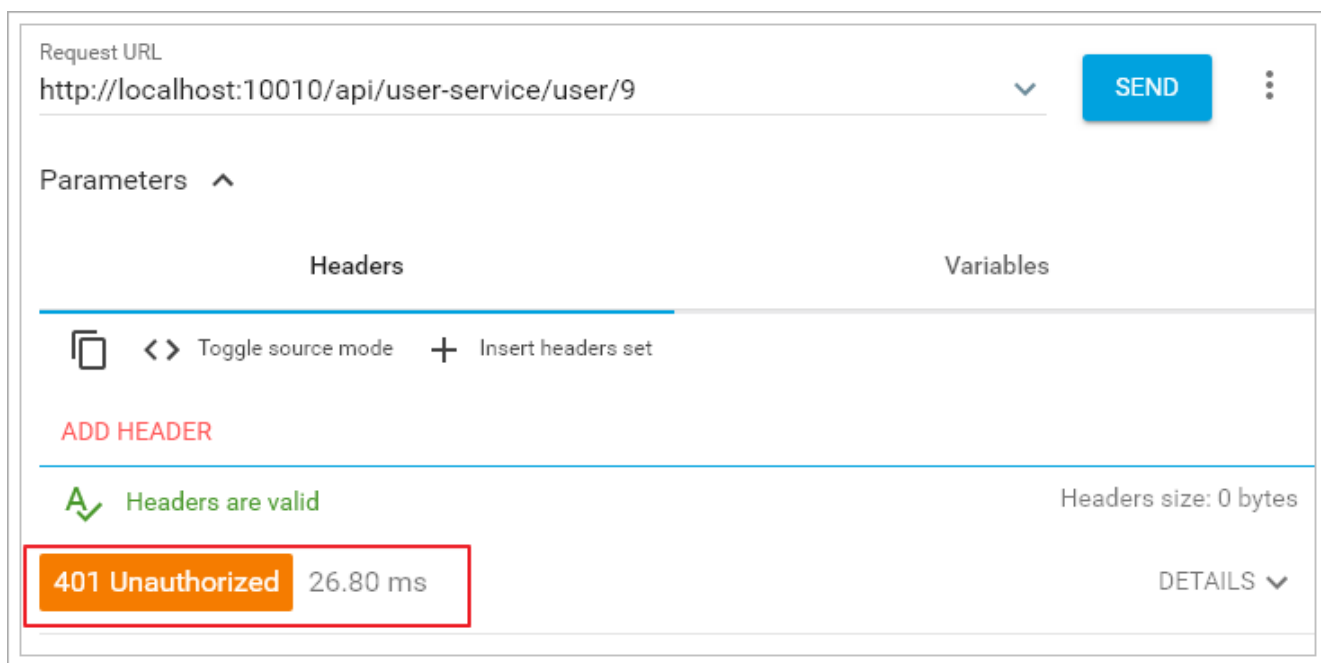 Request URL
http://localhost:10010/api/user-service/user/9
SEND
Parameters
Headers Variables
Toggle source mode Insert headers set
ADD HEADER
Headers are valid Headers size: 0 bytes
401 Unauthorized 26.80 ms DETAILS